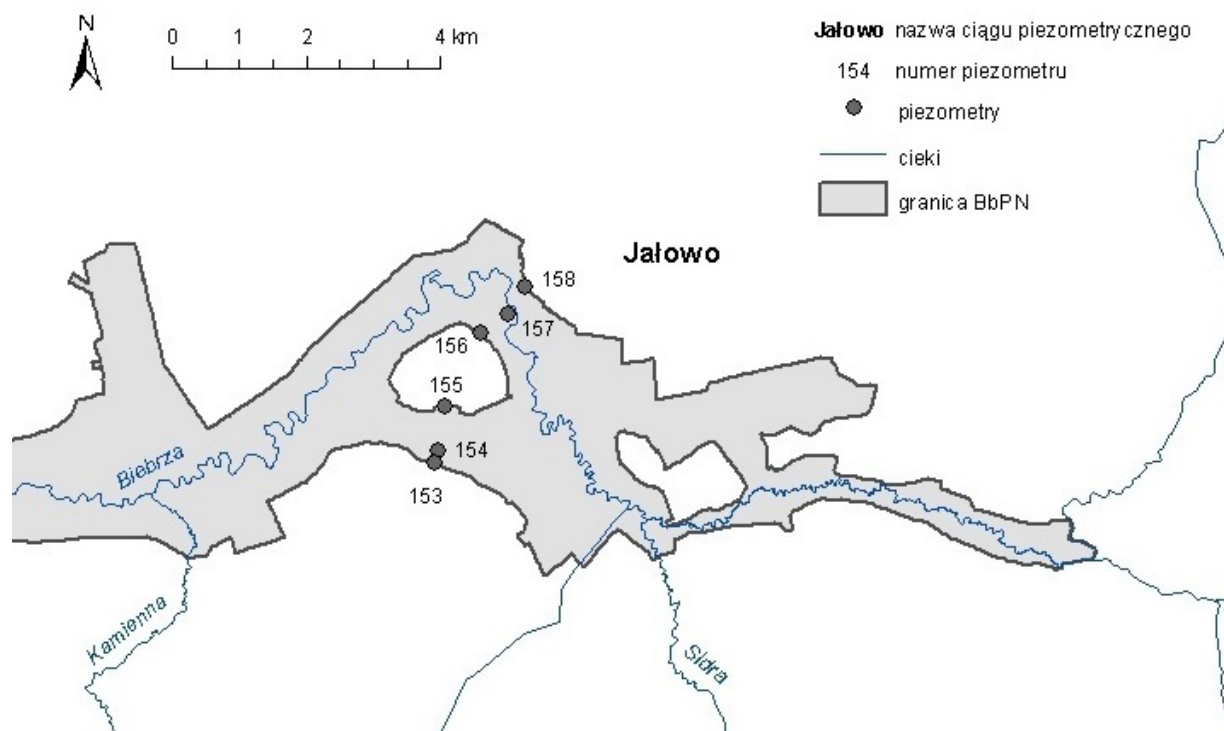 N
0 1 2 4 km
Jałowo nazwa ciągu piezometrycznego
154 numer piezometru
piezometry
cieki
granica BbPN
Jałowo
158
157
156
155
154
153
Biebrza
Kamienna
Sidra